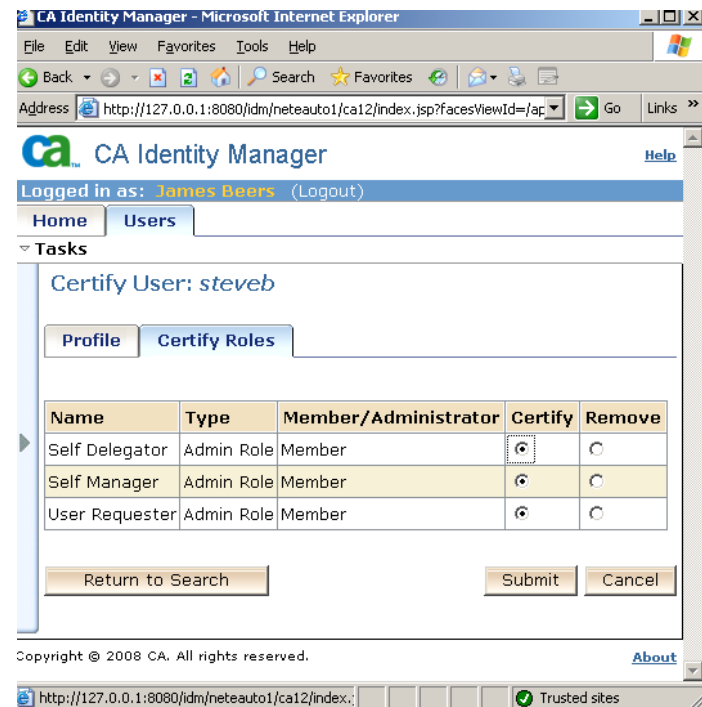 CA Identity Manager - Microsoft Internet Explorer
File Edit View Favorites Tools Help
Back Search Favorites
Address http://127.0.0.1:8080/idm/neteauto1/ca12/index.jsp?facesViewId=/ap Go Links »
ca™ CA Identity Manager Help
Logged in as: James Beers (Logout)
Home Users
Tasks
Certify User: steveb
Profile Certify Roles
Name Type Member/Administrator Certify Remove
Self Delegator Admin Role Member
Self Manager Admin Role Member
User Requester Admin Role Member
Return to Search Submit Cancel
Copyright © 2008 CA. All rights reserved. About
http://127.0.0.1:8080/idm/neteauto1/ca12/index. Trusted sites